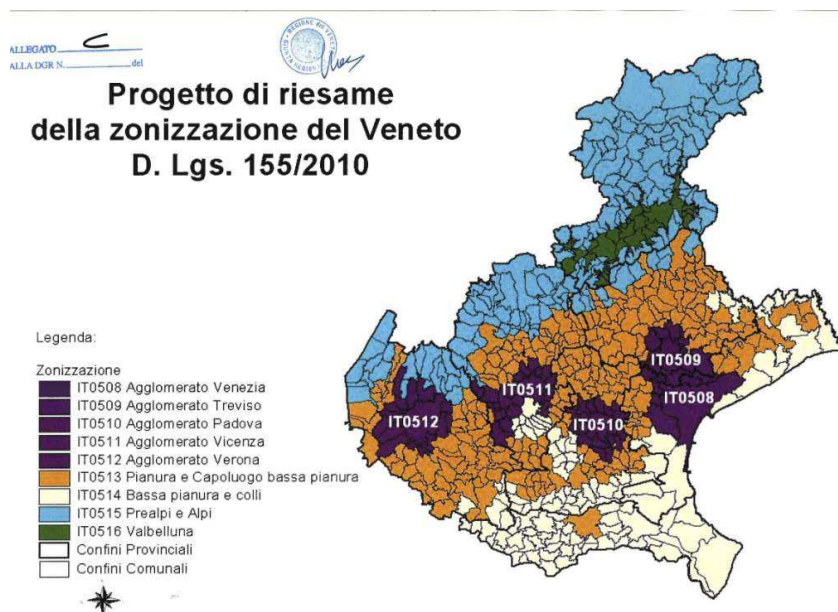 ALLEGATO C
ALLA DGR N. del
Progetto di riesame
della zonizzazione del Veneto
D. Lgs. 155/2010
Legenda:
Zonizzazione
IT0508 Agglomerato Venezia
IT0509 Agglomerato Treviso
IT0510 Agglomerato Padova
IT0511 Agglomerato Vicenza
IT0512 Agglomerato Verona
IT0513 Pianura e Capoluogo bassa pianura
IT0514 Bassa pianura e colli
IT0515 Prealpi e Alpi
IT0516 Valbelluna
Confini Provinciali
Confini Comunali
IT0509
IT0511
IT0508
IT0512
IT0510